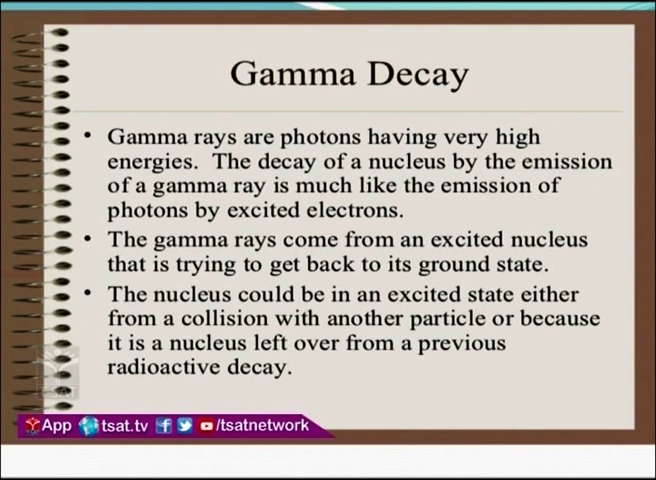 Gamma Decay
• Gamma rays are photons having very high
energies. The decay of a nucleus by the emission
of a gamma ray is much like the emission of
photons by excited electrons.
• The gamma rays come from an excited nucleus
that is trying to get back to its ground state.
• The nucleus could be in an excited state either
from a collision with another particle or because
it is a nucleus left over from a previous
radioactive decay.
TSAT
App tsat.tv /tsatnetwork